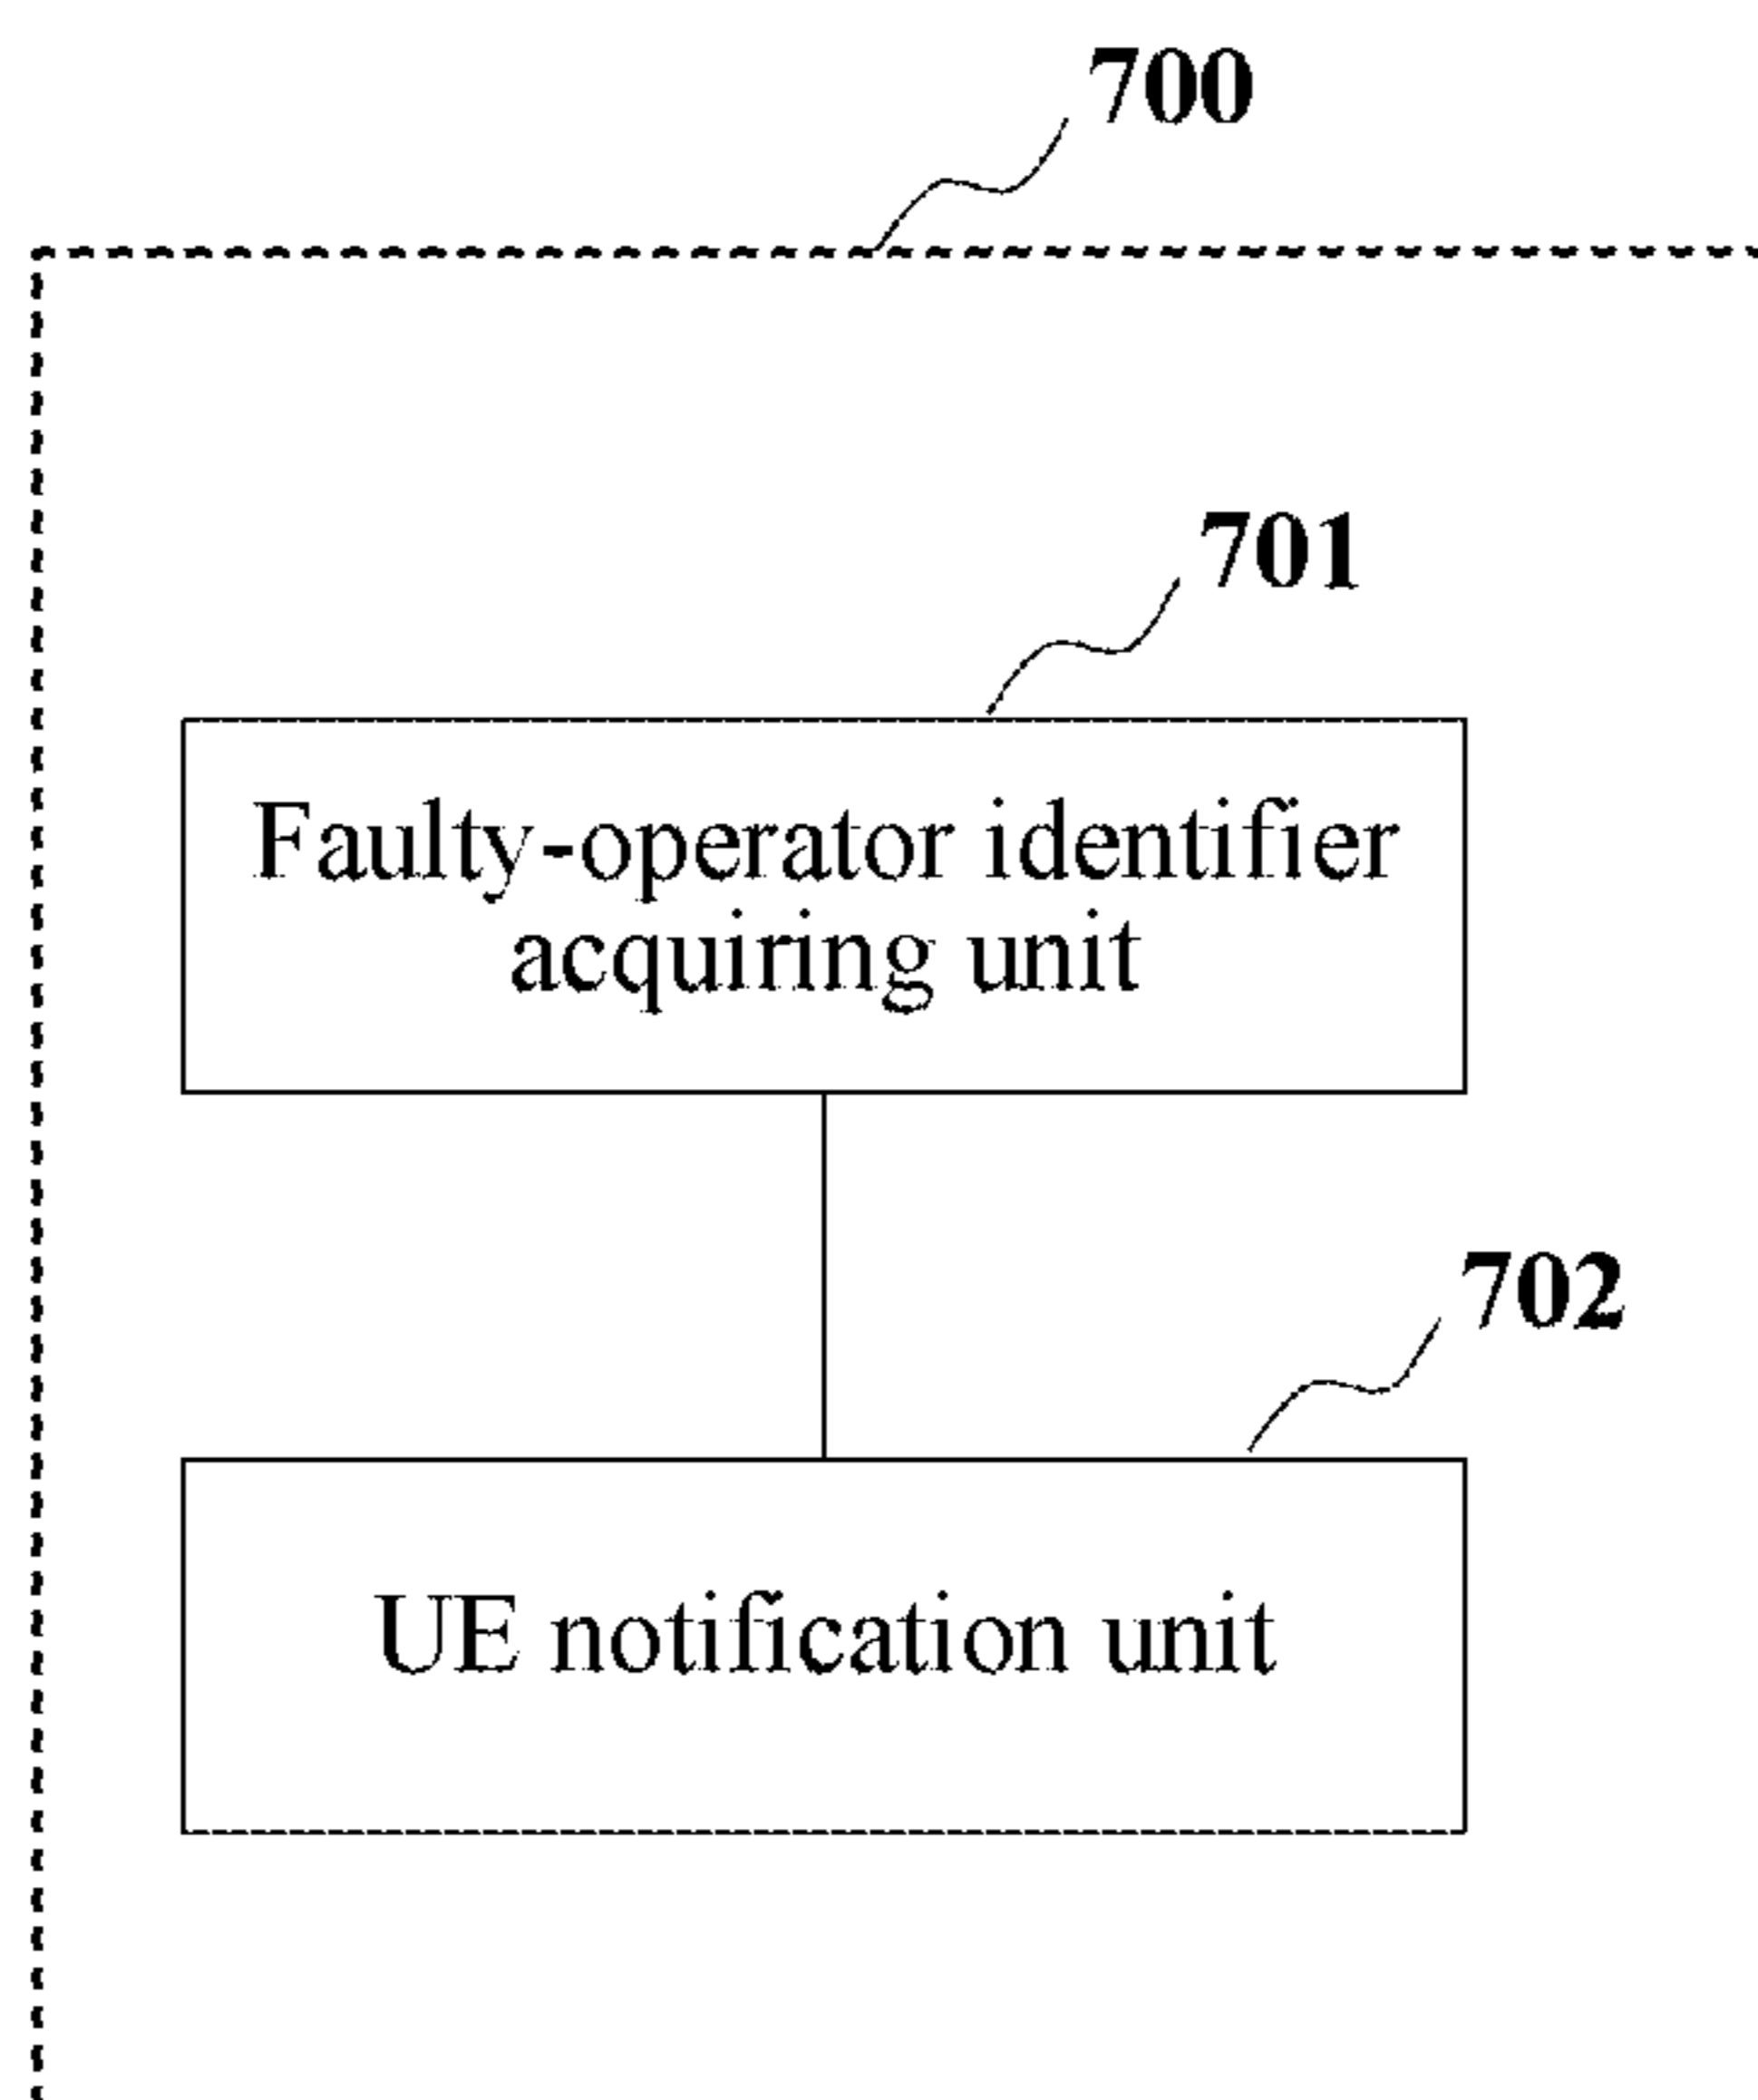 700
701
Faulty-operator identifier
acquiring unit
702
UE notification unit